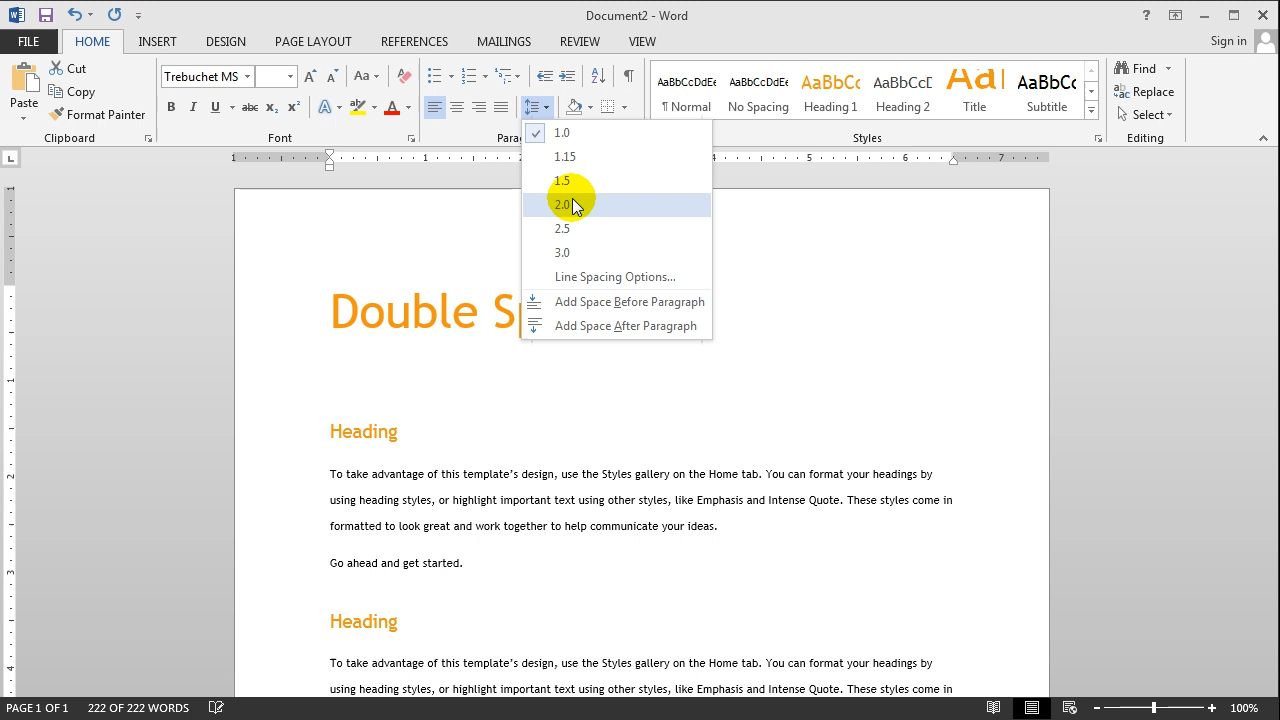 Document2 - Word
FILE HOME INSERT DESIGN PAGE LAYOUT REFERENCES MAILINGS REVIEW VIEW Sign in
Paste
Cut
Copy
Format Painter
Clipboard
Trebuchet MS
Aa
B I U abc X₂ X² A A
Font
AaBbCcDdEe AaBbCcDdEe AaBbCc AaBbCcD AaBl AaBbCc
¶ Normal No Spacing Heading 1 Heading 2 Title Subtitle
Styles
Find
Replace
Select
Editing
1.0
1.15
1.5
2.0
2.5
3.0
Line Spacing Options...
Add Space Before Paragraph
Add Space After Paragraph
Double
Heading
To take advantage of this template’s design, use the Styles gallery on the Home tab. You can format your headings by
using heading styles, or highlight important text using other styles, like Emphasis and Intense Quote. These styles come in
formatted to look great and work together to help communicate your ideas.
Go ahead and get started.
Heading
To take advantage of this template’s design, use the Styles gallery on the Home tab. You can format your headings by
using heading styles, or highlight important text using other styles, like Emphasis and Intense Quote. These styles come in
PAGE 1 OF 1 222 OF 222 WORDS 100%